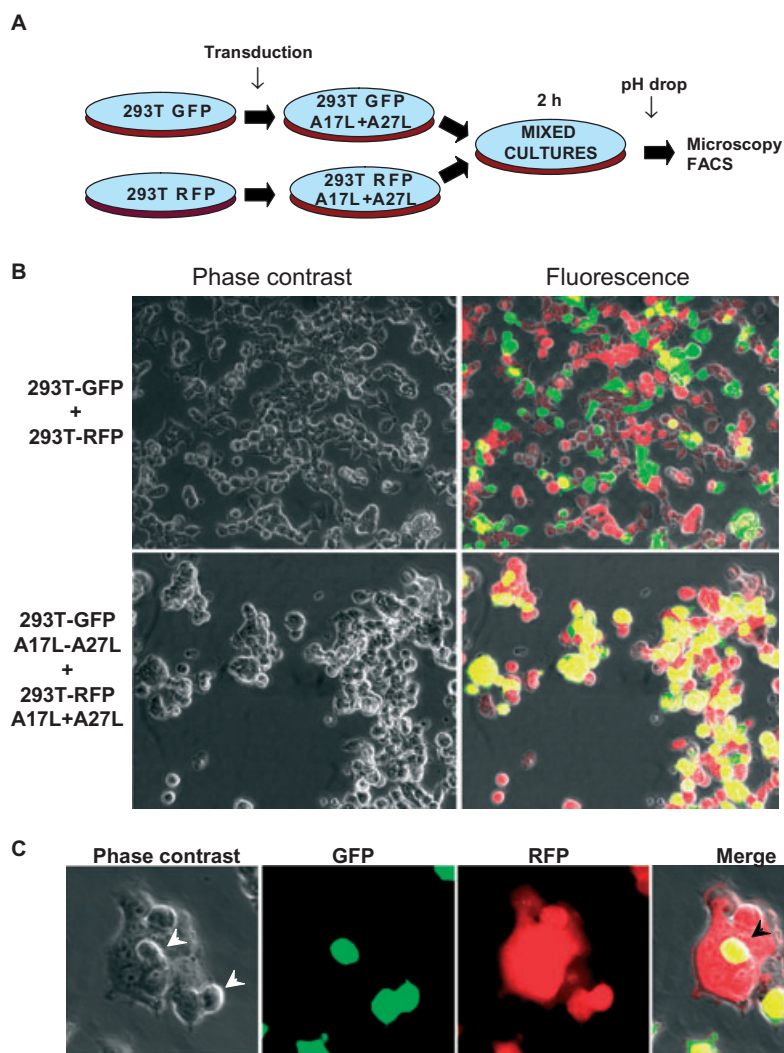 A
Transduction
293T GFP
293T GFP
A17L+A27L
2 h
MIXED
CULTURES
pH drop
Microscopy
FACS
293T RFP
293T RFP
A17L+A27L
B
Phase contrast
Fluorescence
293T-GFP
+
293T-RFP
293T-GFP
A17L-A27L
+
293T-RFP
A17L+A27L
C
Phase contrast
GFP
RFP
Merge